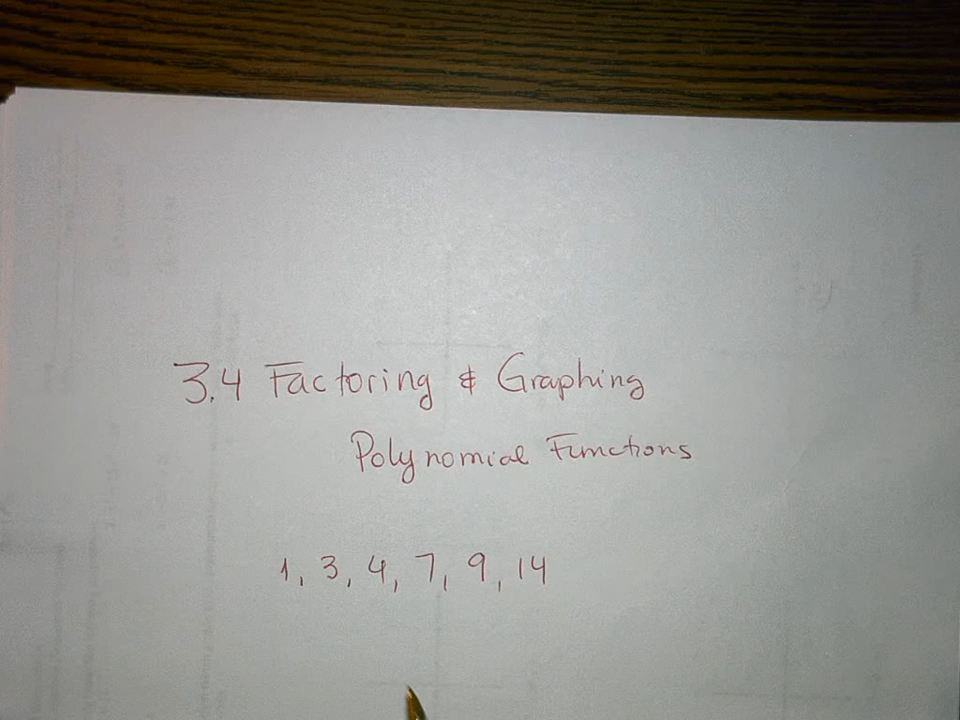 3.4 Factoring & Graphing
Polynomial Functions
1, 3, 4, 7, 9, 14